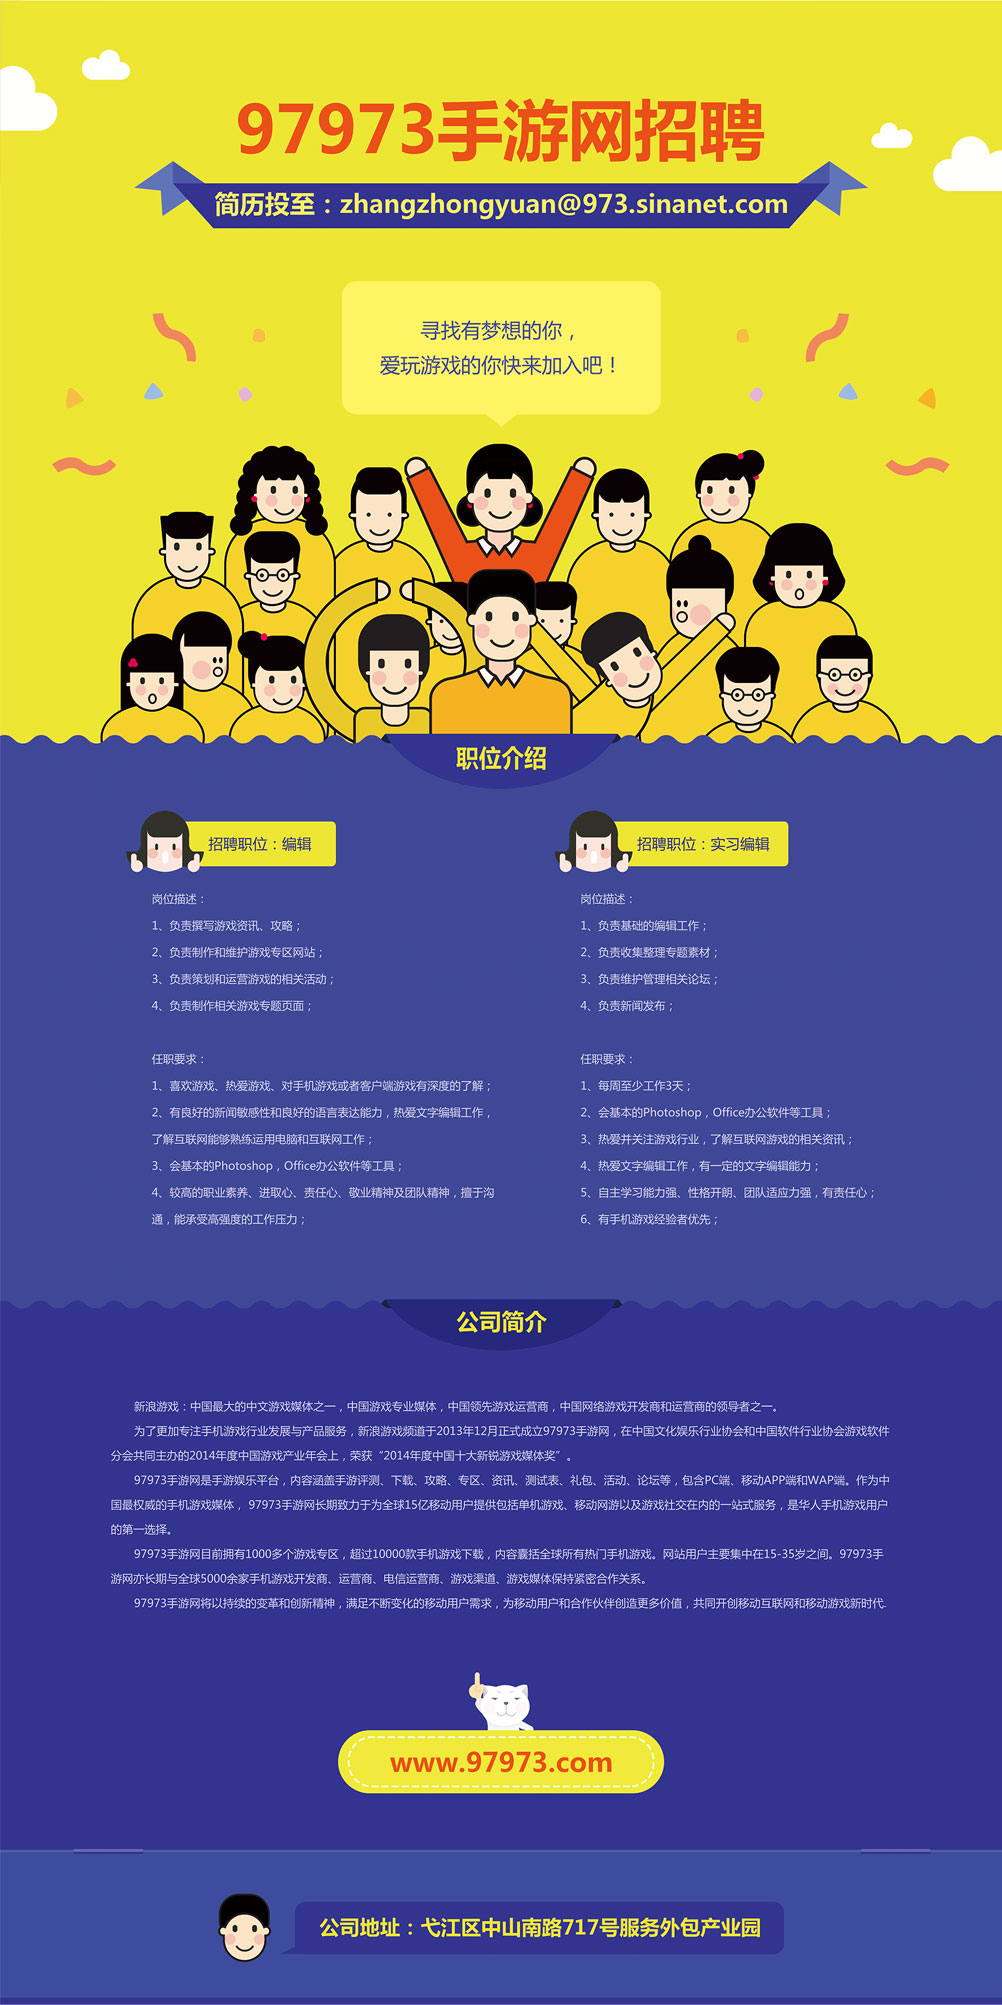 97973手游网招聘
简历投至：zhangzhongyuan@973.sinanet.com
寻找有梦想的你，
爱玩游戏的你快来加入吧！
职位介绍
招聘职位：编辑
岗位描述：
1、负责撰写游戏资讯、攻略；
2、负责制作和维护游戏专区网站；
3、负责策划和运营游戏的相关活动；
4、负责制作相关游戏专题页面；
任职要求：
1、喜欢游戏、热爱游戏、对手机游戏或者客户端游戏有深度的了解；
2、有良好的新闻敏感性和良好的语言表达能力，热爱文字编辑工作，
了解互联网能够熟练运用电脑和互联网工作；
3、会基本的Photoshop，Office办公软件等工具；
4、较高的职业素养、进取心、责任心、敬业精神及团队精神，擅于沟
通，能承受高强度的工作压力；
招聘职位：实习编辑
岗位描述：
1、负责基础的编辑工作；
2、负责收集整理专题素材；
3、负责维护管理相关论坛；
4、负责新闻发布；
任职要求：
1、每周至少工作3天；
2、会基本的Photoshop，Office办公软件等工具；
3、热爱并关注游戏行业，了解互联网游戏的相关资讯；
4、热爱文字编辑工作，有一定的文字编辑能力；
5、自主学习能力强、性格开朗、团队适应力强，有责任心；
6、有手机游戏经验者优先；
公司简介
新浪游戏：中国最大的中文游戏媒体之一，中国游戏专业媒体，中国领先游戏运营商，中国网络游戏开发商和运营商的领导者之一。
为了更加专注手机游戏行业发展与产品服务，新浪游戏频道于2013年12月正式成立97973手游网，在中国文化娱乐行业协会和中国软件行业协会游戏软件
分会共同主办的2014年度中国游戏产业年会上，荣获“2014年度中国十大新锐游戏媒体奖”。
97973手游网是手游娱乐平台，内容涵盖手游评测、下载、攻略、专区、资讯、测试表、礼包、活动、论坛等，包含PC端、移动APP端和WAP端。作为中
国最权威的手机游戏媒体， 97973手游网长期致力于为全球15亿移动用户提供包括单机游戏、移动网游以及游戏社交在内的一站式服务，是华人手机游戏用户
的第一选择。
97973手游网目前拥有1000多个游戏专区，超过10000款手机游戏下载，内容囊括全球所有热门手机游戏。网站用户主要集中在15-35岁之间。97973手
游网亦长期与全球5000余家手机游戏开发商、运营商、电信运营商、游戏渠道、游戏媒体保持紧密合作关系。
97973手游网将以持续的变革和创新精神，满足不断变化的移动用户需求，为移动用户和合作伙伴创造更多价值，共同开创移动互联网和移动游戏新时代.
www.97973.com
公司地址：弋江区中山南路717号服务外包产业园